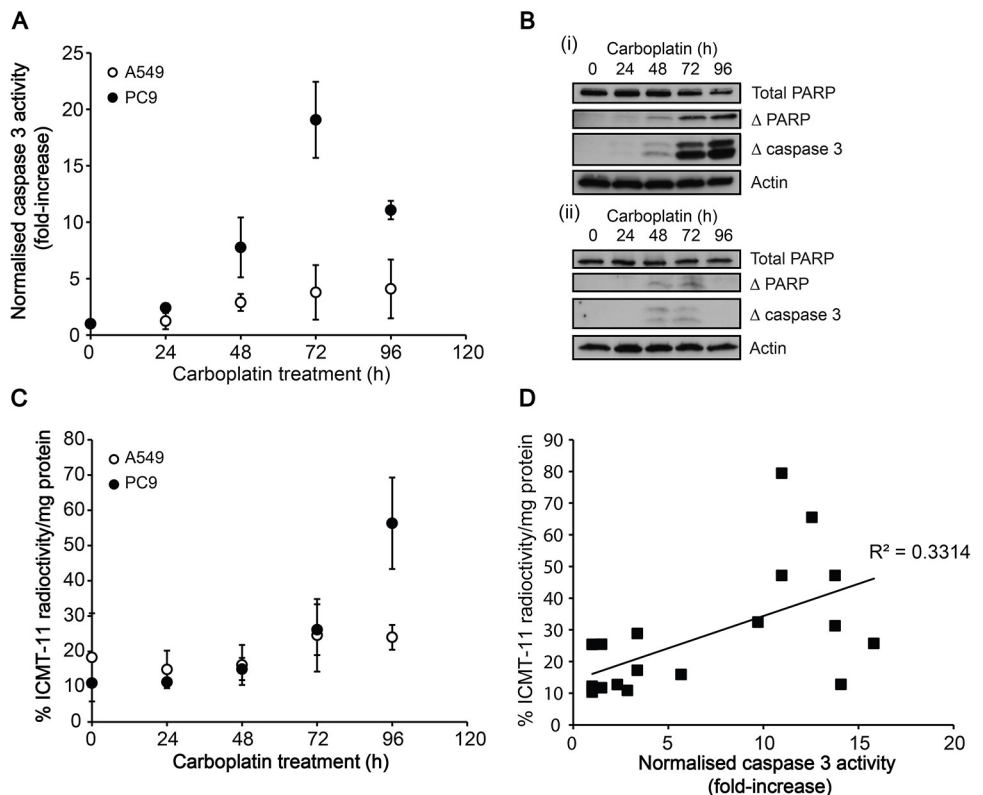 A
Normalised caspase 3 activity
(fold-increase)
25
20
15
10
5
0
A549
PC9
0 24 48 72 96 120
Carboplatin treatment (h)
B
(i)
Carboplatin (h)
0 24 48 72 96
Total PARP
Δ PARP
Δ caspase 3
Actin
(ii)
Carboplatin (h)
0 24 48 72 96
Total PARP
Δ PARP
Δ caspase 3
Actin
C
% ICMT-11 radioctivity/mg protein
80
70
60
50
40
30
20
10
0
A549
PC9
0 24 48 72 96 120
Carboplatin treatment (h)
D
% ICMT-11 radioctivity/mg protein
90
80
70
60
50
40
30
20
10
0
R² = 0.3314
0 5 10 15 20
Normalised caspase 3 activity
(fold-increase)